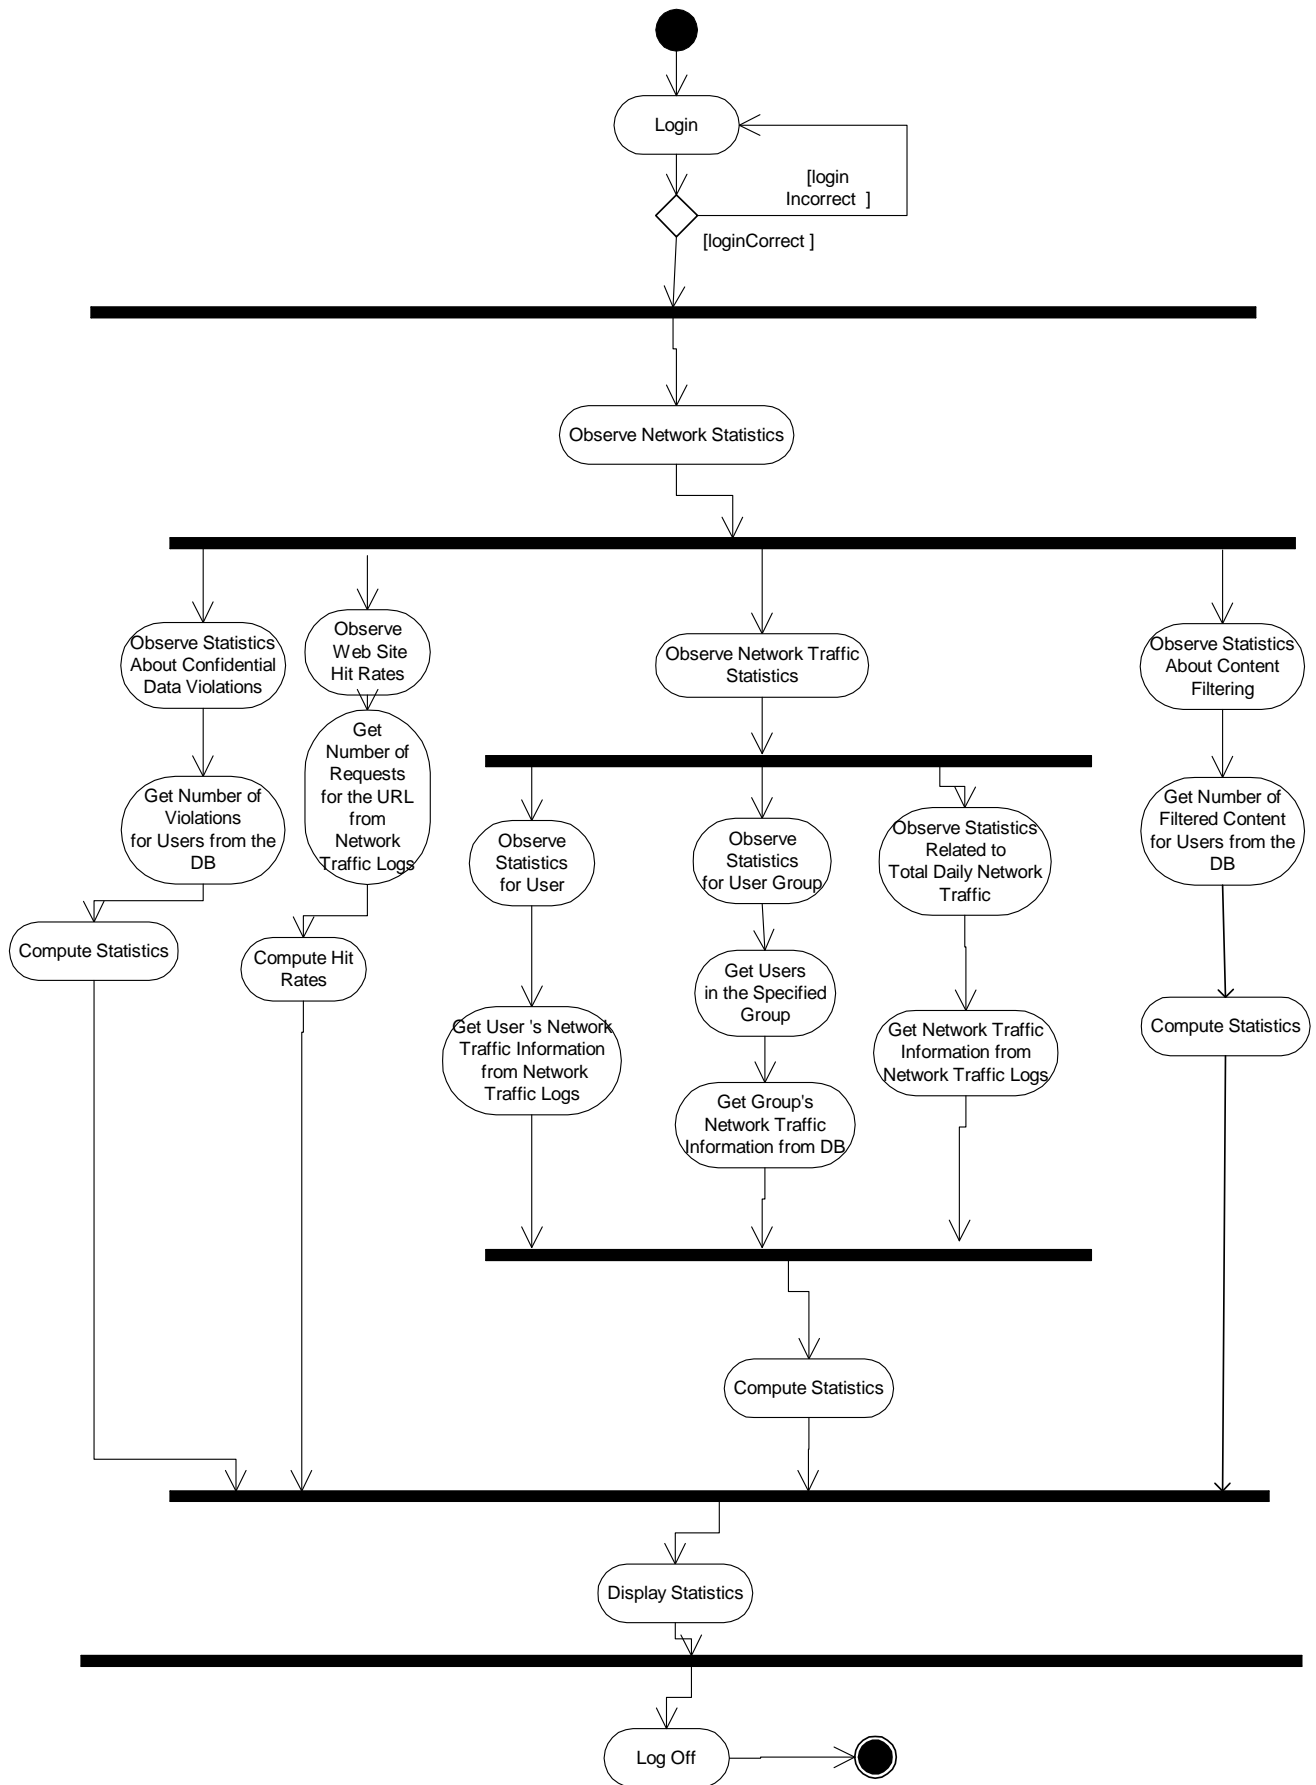 Login
[login
Incorrect ]
[loginCorrect ]
Observe Network Statistics
Observe Statistics
About Confidential
Data Violations
Observe
Web Site
Hit Rates
Observe Network Traffic
Statistics
Observe Statistics
About Content
Filtering
Get Number of
Violations
for Users from the
DB
Get
Number of
Requests
for the URL
from
Network
Traffic Logs
Observe
Statistics
for User
Observe
Statistics
for User Group
Observe Statistics
Related to
Total Daily Network
Traffic
Get Number of
Filtered Content
for Users from the
DB
Compute Statistics
Compute Hit
Rates
Get Users
in the Specified
Group
Get User 's Network
Traffic Information
from Network
Traffic Logs
Get Network Traffic
Information from
Network Traffic Logs
Compute Statistics
Get Group's
Network Traffic
Information from DB
Compute Statistics
Display Statistics
Log Off